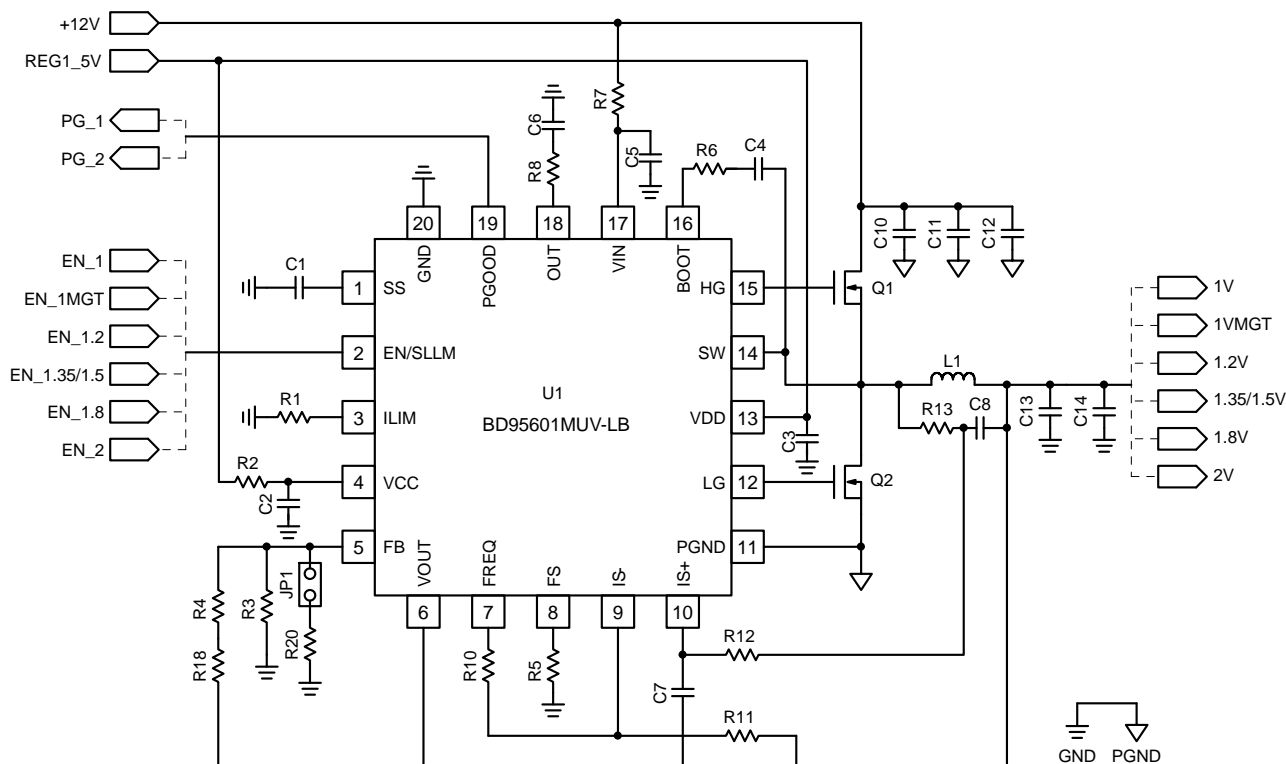 +12V
REG1_5V
PG_1
PG_2
R7
C6
R8
C5
R6
C4
20
19
18
17
16
GND
PGOOD
OUT
VIN
BOOT
C10
C11
C12
EN_1
EN_1MGT
EN_1.2
EN_1.35/1.5
EN_1.8
EN_2
C1
1
SS
HG
15
Q1
2
EN/SLLM
SW
14
L1
R1
3
ILIM
U1
BD95601MUV-LB
VDD
13
C3
R13
C8
C13
C14
1V
1VMGT
1.2V
1.35/1.5V
1.8V
2V
R2
C2
4
VCC
LG
12
Q2
5
FB
PGND
11
VOUT
FREQ
FS
IS-
IS+
6
7
8
9
10
R4
R18
R3
JP1
R20
R10
R5
C7
R12
R11
GND
PGND